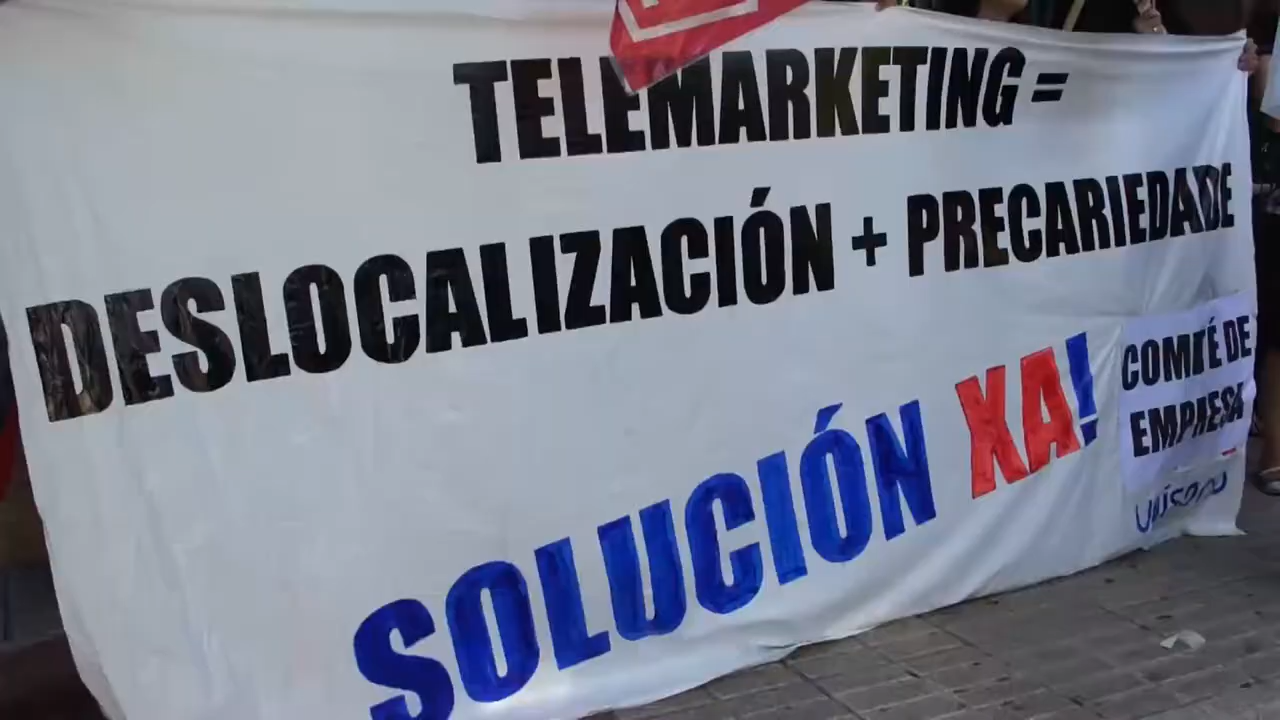 TELEMARKETING =
DESLOCALIZACIÓN + PRECARIEDADE
SOLUCIÓN XA!
COMITÉ DE
EMPRESA